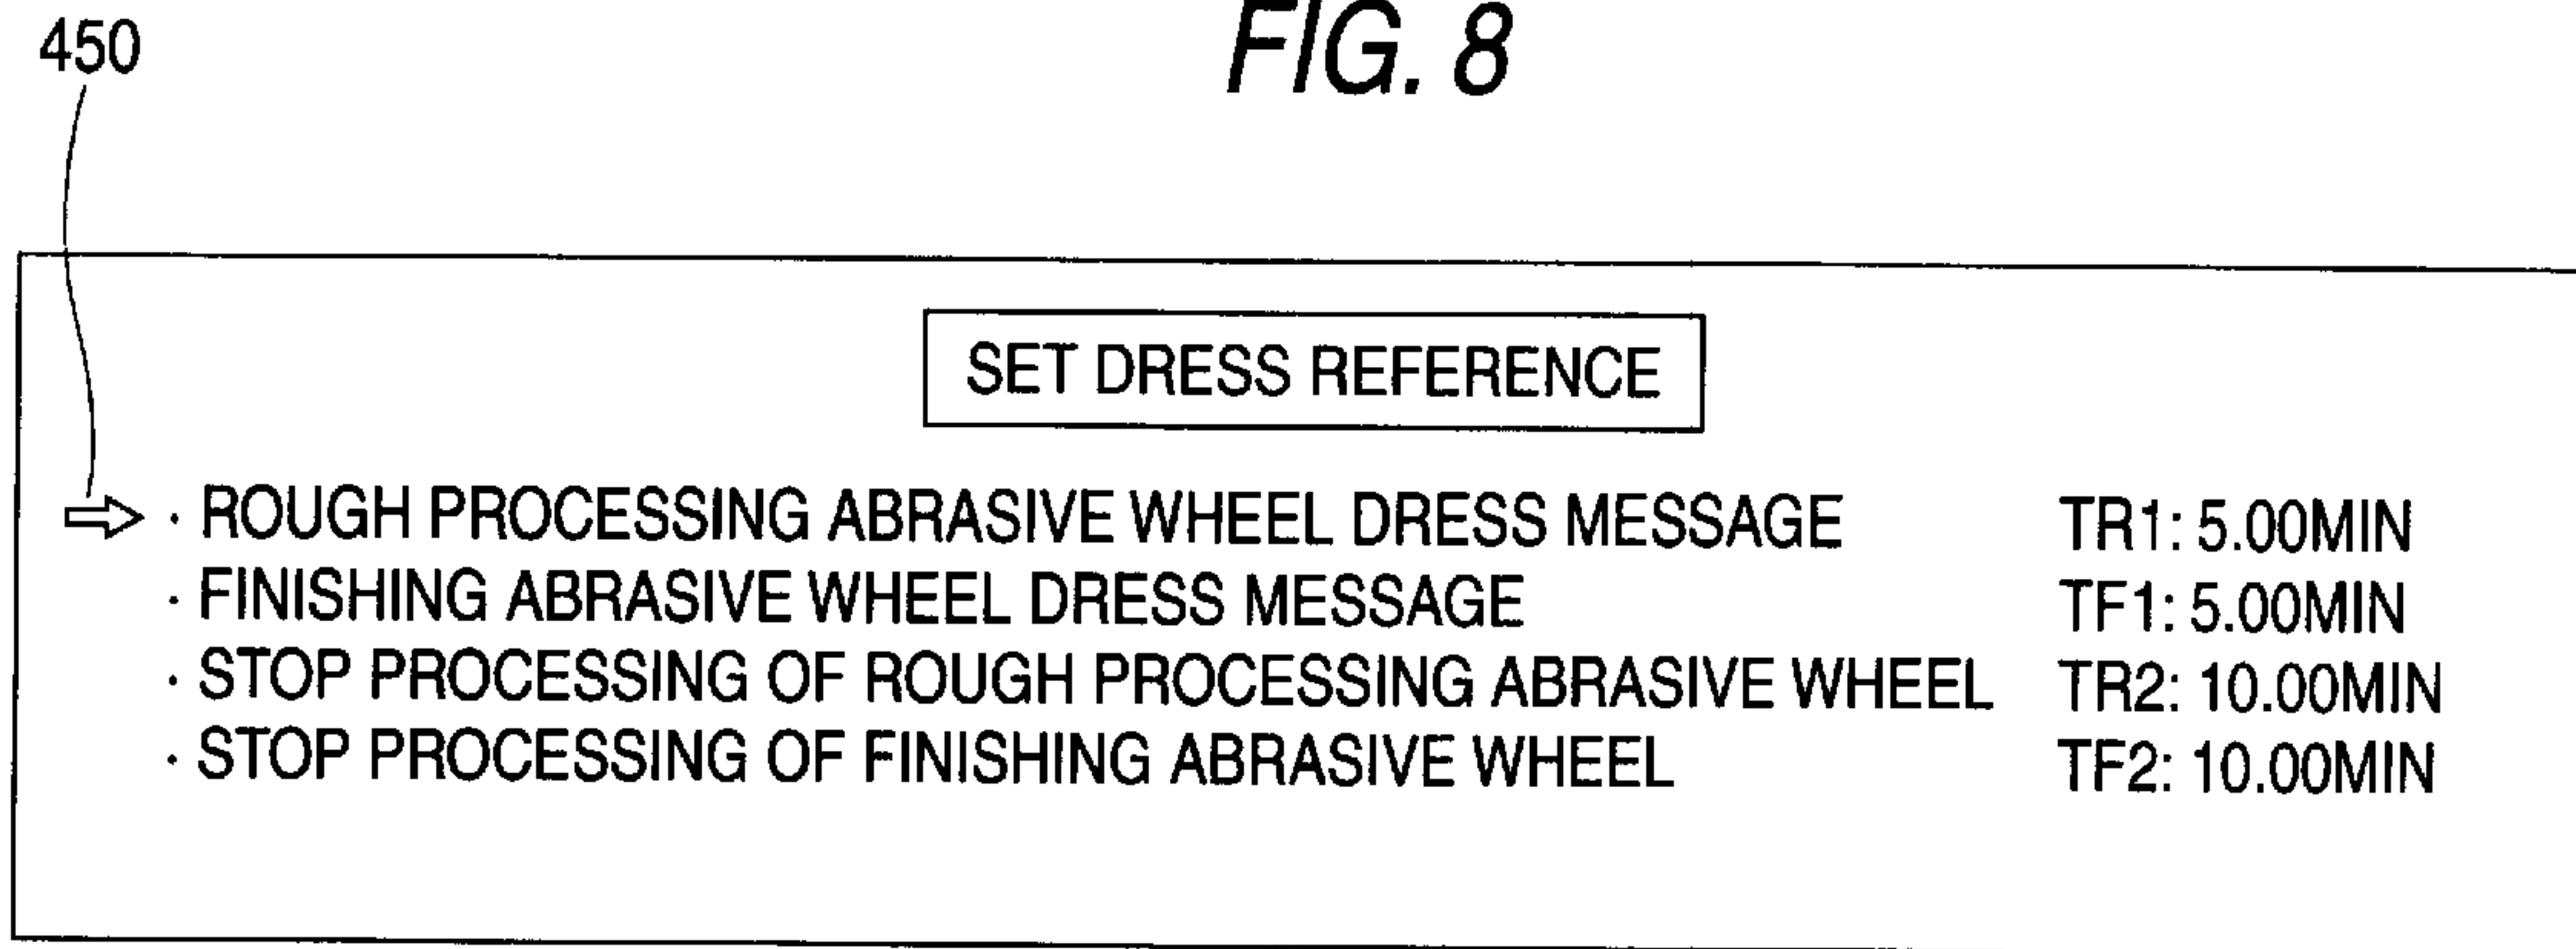 450
FIG. 8
SET DRESS REFERENCE
· ROUGH PROCESSING ABRASIVE WHEEL DRESS MESSAGE TR1: 5.00MIN
· FINISHING ABRASIVE WHEEL DRESS MESSAGE TF1: 5.00MIN
· STOP PROCESSING OF ROUGH PROCESSING ABRASIVE WHEEL TR2: 10.00MIN
· STOP PROCESSING OF FINISHING ABRASIVE WHEEL TF2: 10.00MIN